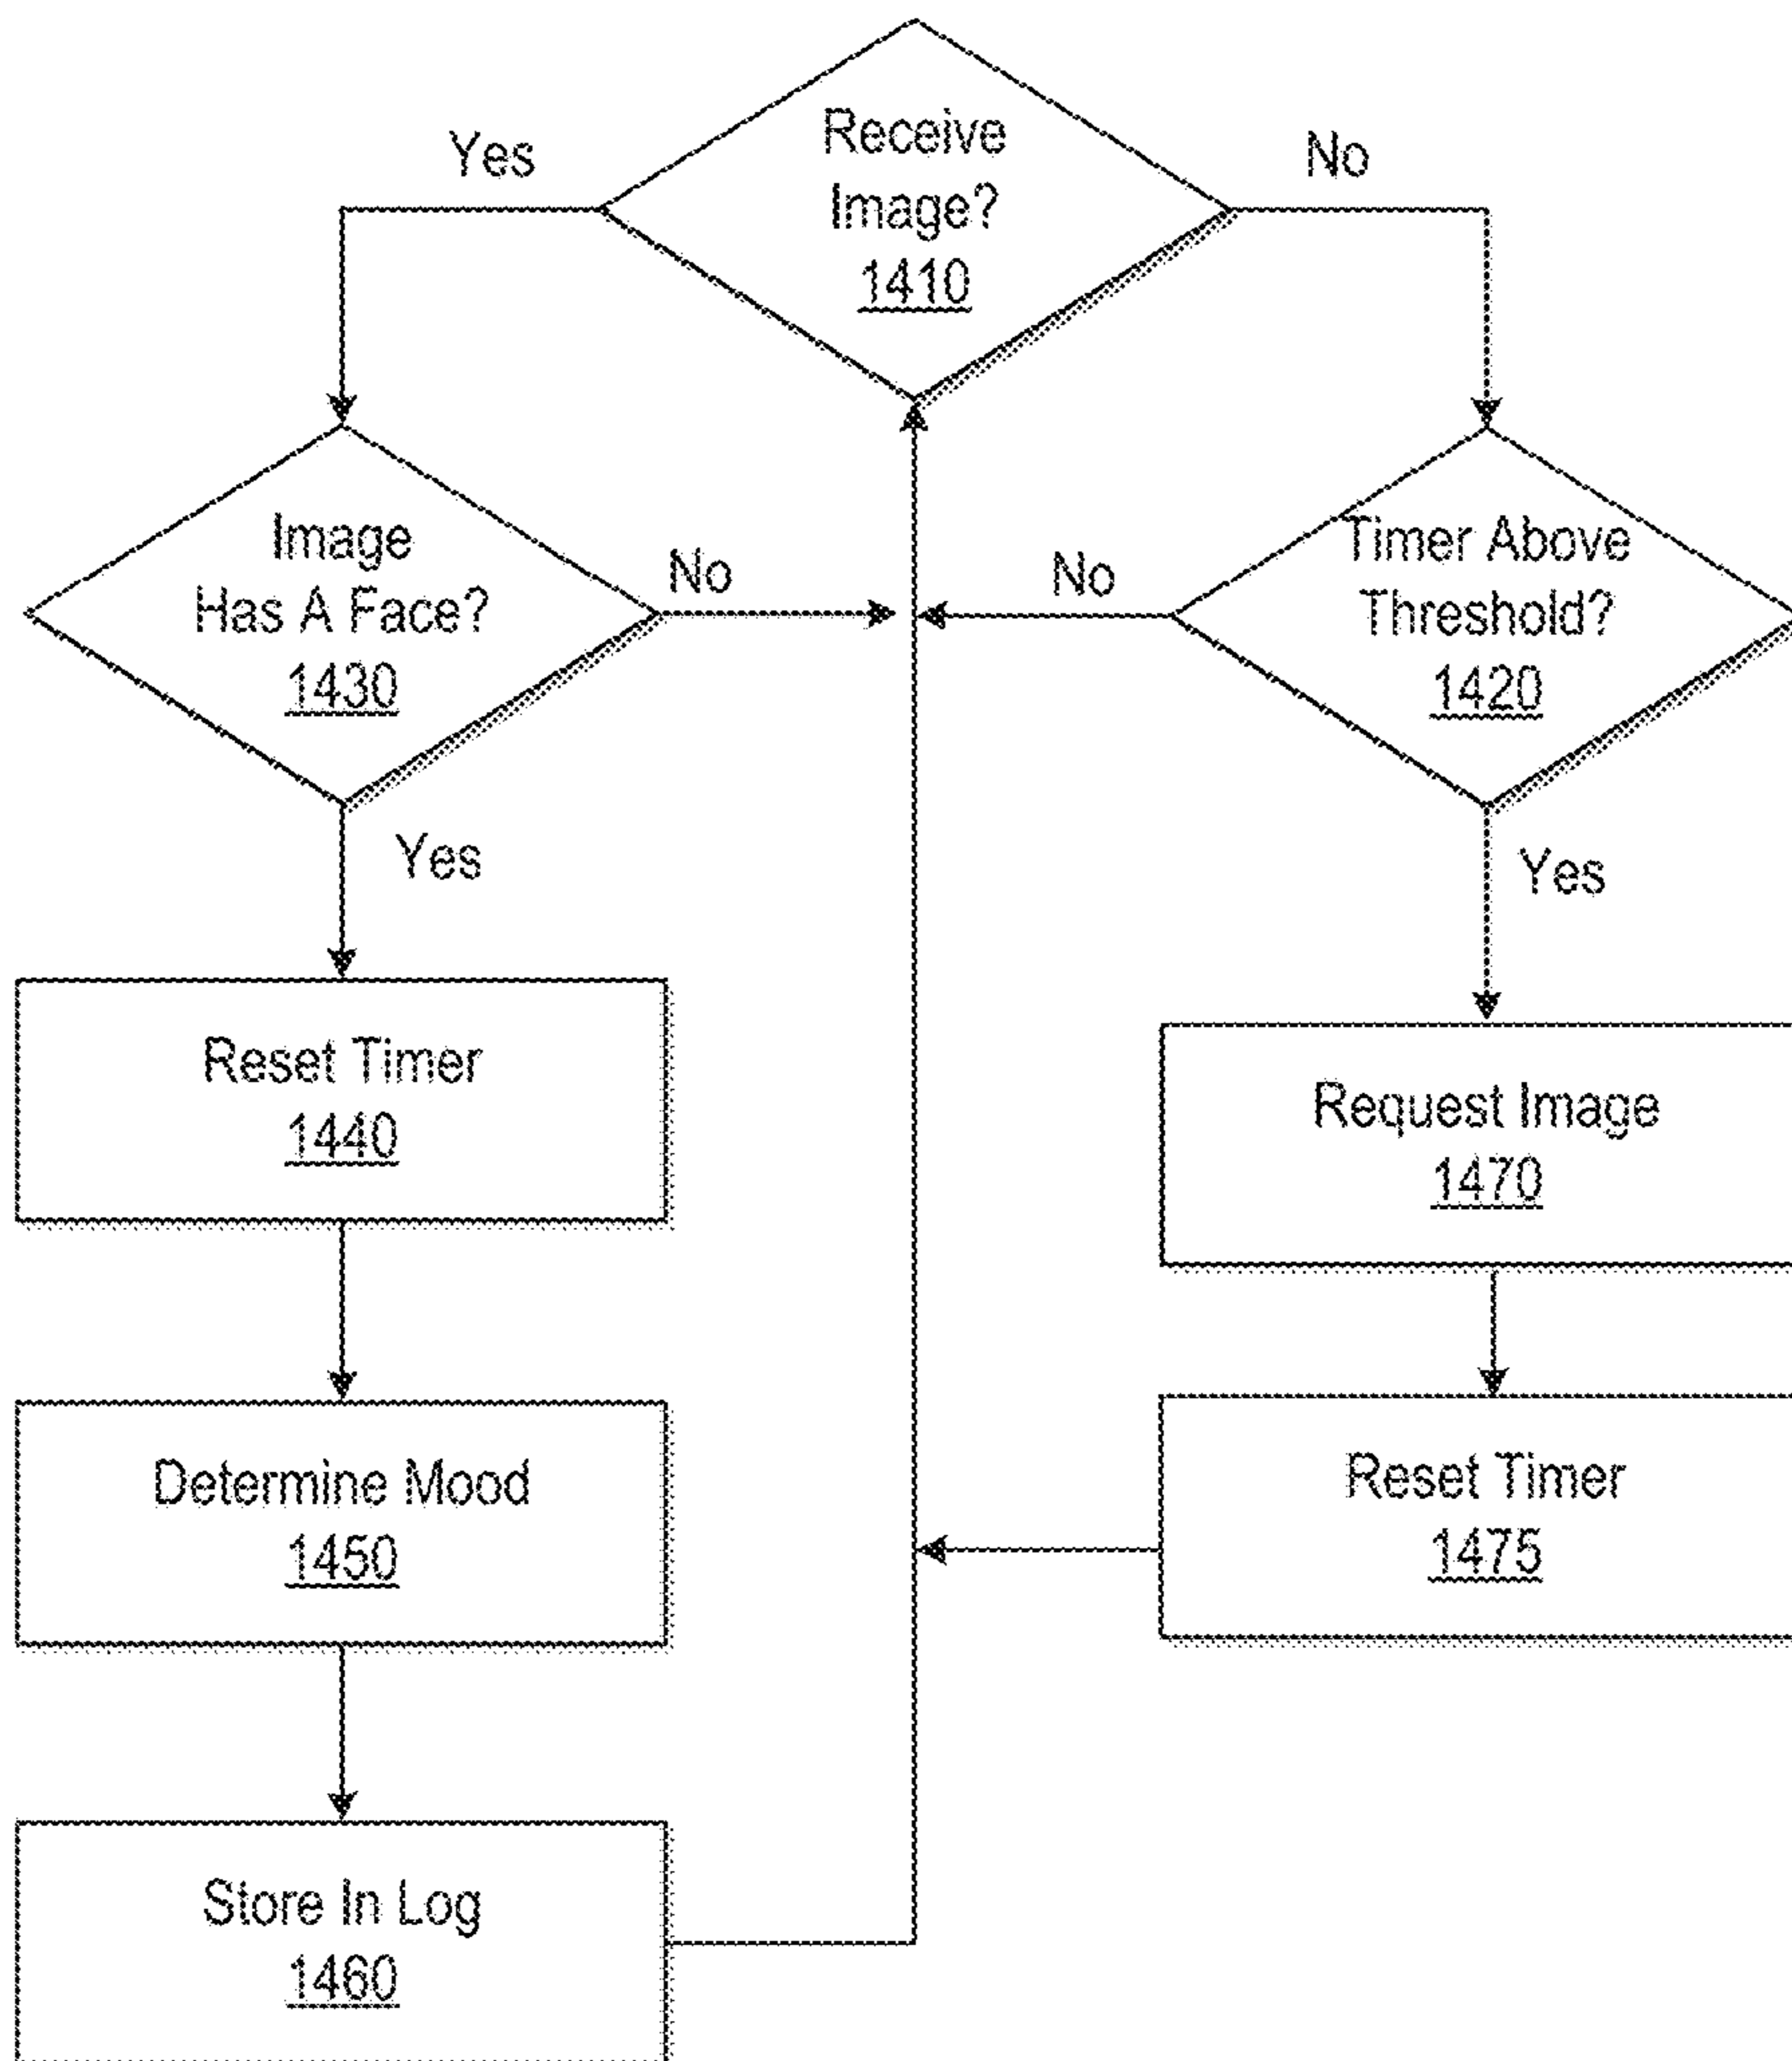 Receive
Image?
1410
Yes
No
Image
Has A Face?
1430
No
Yes
Timer Above
Threshold?
1420
No
Yes
Reset Timer
1440
Request Image
1470
Determine Mood
1450
Reset Timer
1475
Store In Log
1460